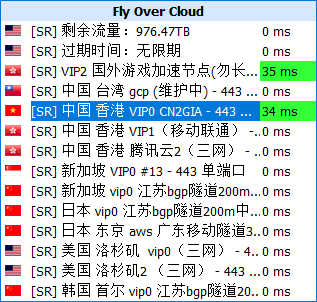 Fly Over Cloud
[SR] 剩余流量：976.47TB 0 ms
[SR] 过期时间：无限期 0 ms
[SR] VIP2 国外游戏加速节点(勿长... 35 ms
[SR] 中国 台湾 gcp (维护中) - 443 ... 0 ms
[SR] 中国 香港 VIP0 CN2GIA - 443 ... 34 ms
[SR] 中国 香港 VIP1（移动联通） -... 0 ms
[SR] 中国 香港 腾讯云2（三网） -... 0 ms
[SR] 新加坡 VIP0 #13 - 443 单端口 0 ms
[SR] 新加坡 vip0 江苏bgp隧道200m... 0 ms
[SR] 日本 vip0 江苏bgp隧道200m中... 0 ms
[SR] 日本 东京 aws 广东移动隧道3... 0 ms
[SR] 美国 洛杉矶 vip0（三网） - 4... 0 ms
[SR] 美国 洛杉矶2 （三网） - 443 ... 0 ms
[SR] 韩国 首尔 vip0 江苏bgp隧道20... 0 ms